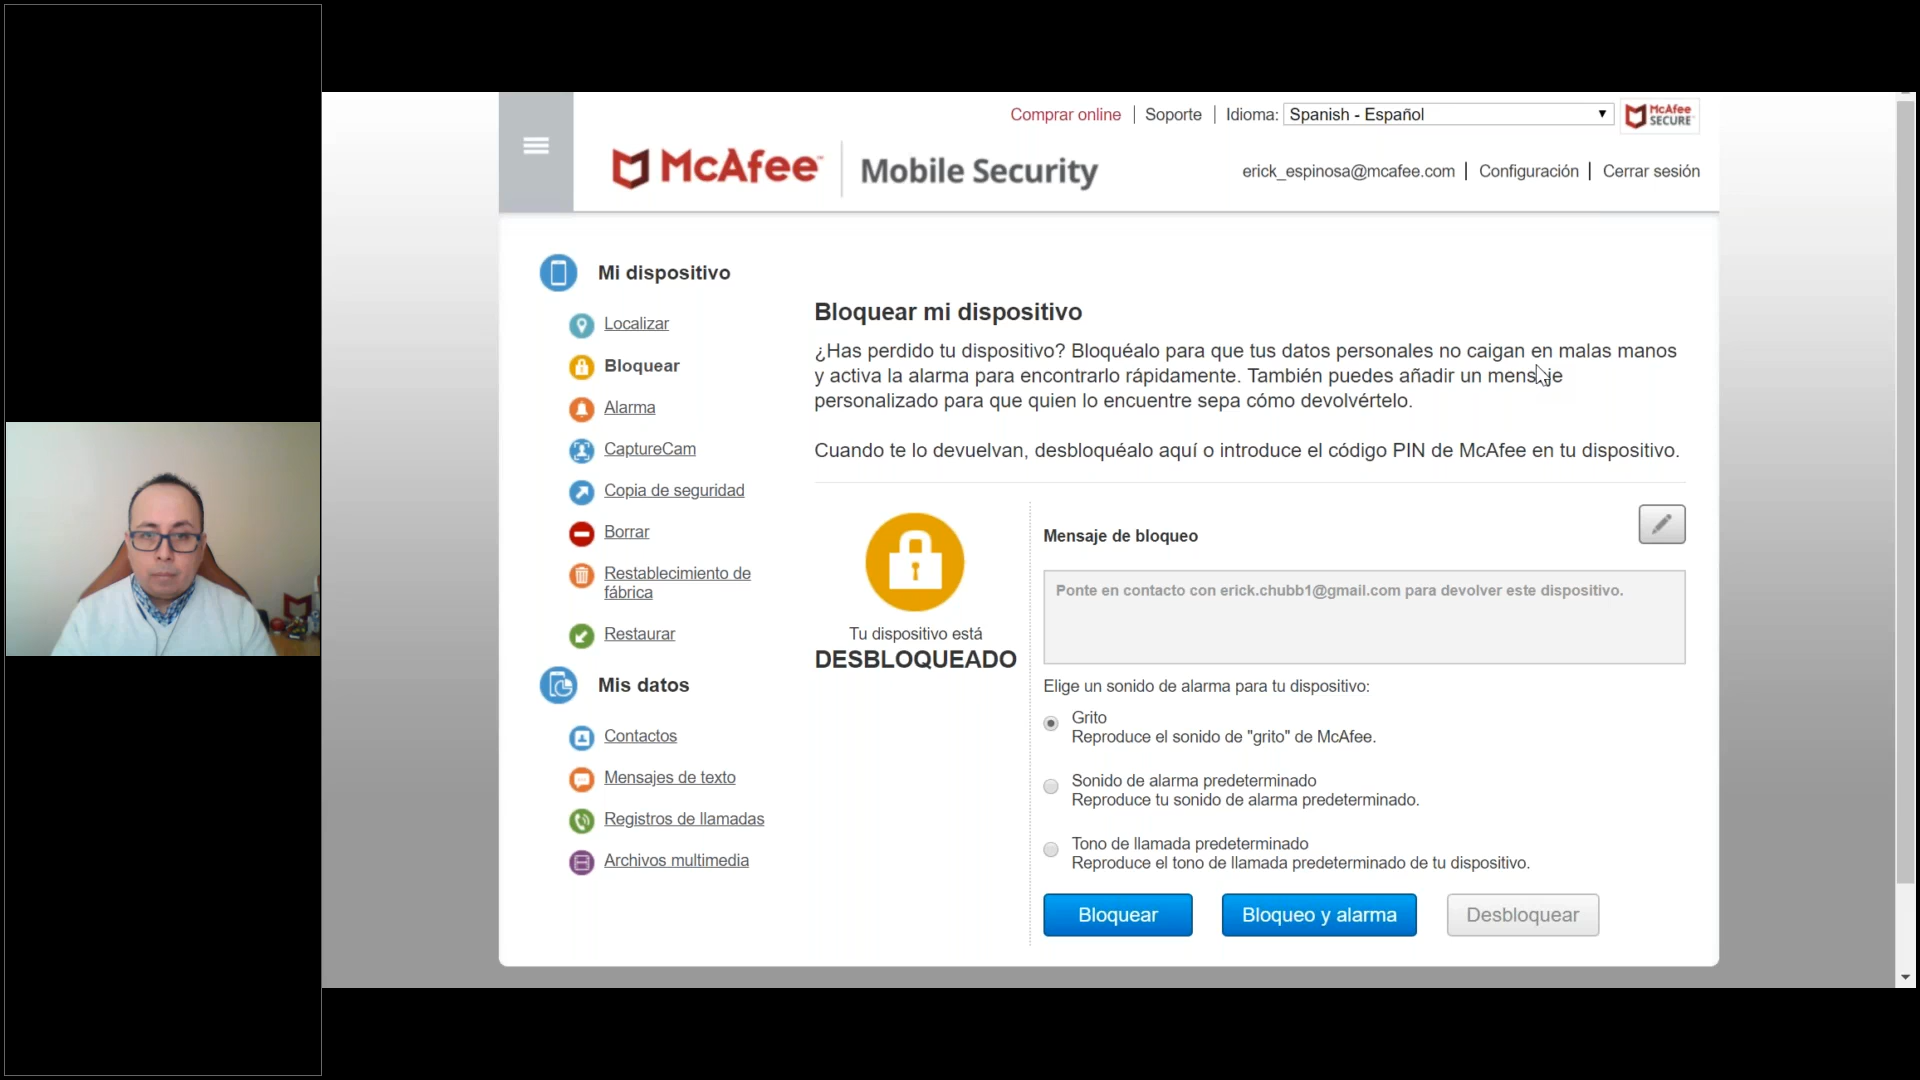 Comprar online | Soporte | Idioma: Spanish - Español
McAfee SECURE
McAfee™ | Mobile Security
erick_espinosa@mcafee.com | Configuración | Cerrar sesión
Mi dispositivo
Localizar
Bloquear
Alarma
CaptureCam
Copia de seguridad
Borrar
Restablecimiento de
fábrica
Restaurar
Mis datos
Contactos
Mensajes de texto
Registros de llamadas
Archivos multimedia
Bloquear mi dispositivo
¿Has perdido tu dispositivo? Bloquéalo para que tus datos personales no caigan en malas manos
y activa la alarma para encontrarlo rápidamente. También puedes añadir un mensaje
personalizado para que quien lo encuentre sepa cómo devolvértelo.
Cuando te lo devuelvan, desbloquéalo aquí o introduce el código PIN de McAfee en tu dispositivo.
Tu dispositivo está
DESBLOQUEADO
Mensaje de bloqueo
Ponte en contacto con erick.chubb1@gmail.com para devolver este dispositivo.
Elige un sonido de alarma para tu dispositivo:
Grito
Reproduce el sonido de "grito" de McAfee.
Sonido de alarma predeterminado
Reproduce tu sonido de alarma predeterminado.
Tono de llamada predeterminado
Reproduce el tono de llamada predeterminado de tu dispositivo.
Bloquear
Bloqueo y alarma
Desbloquear